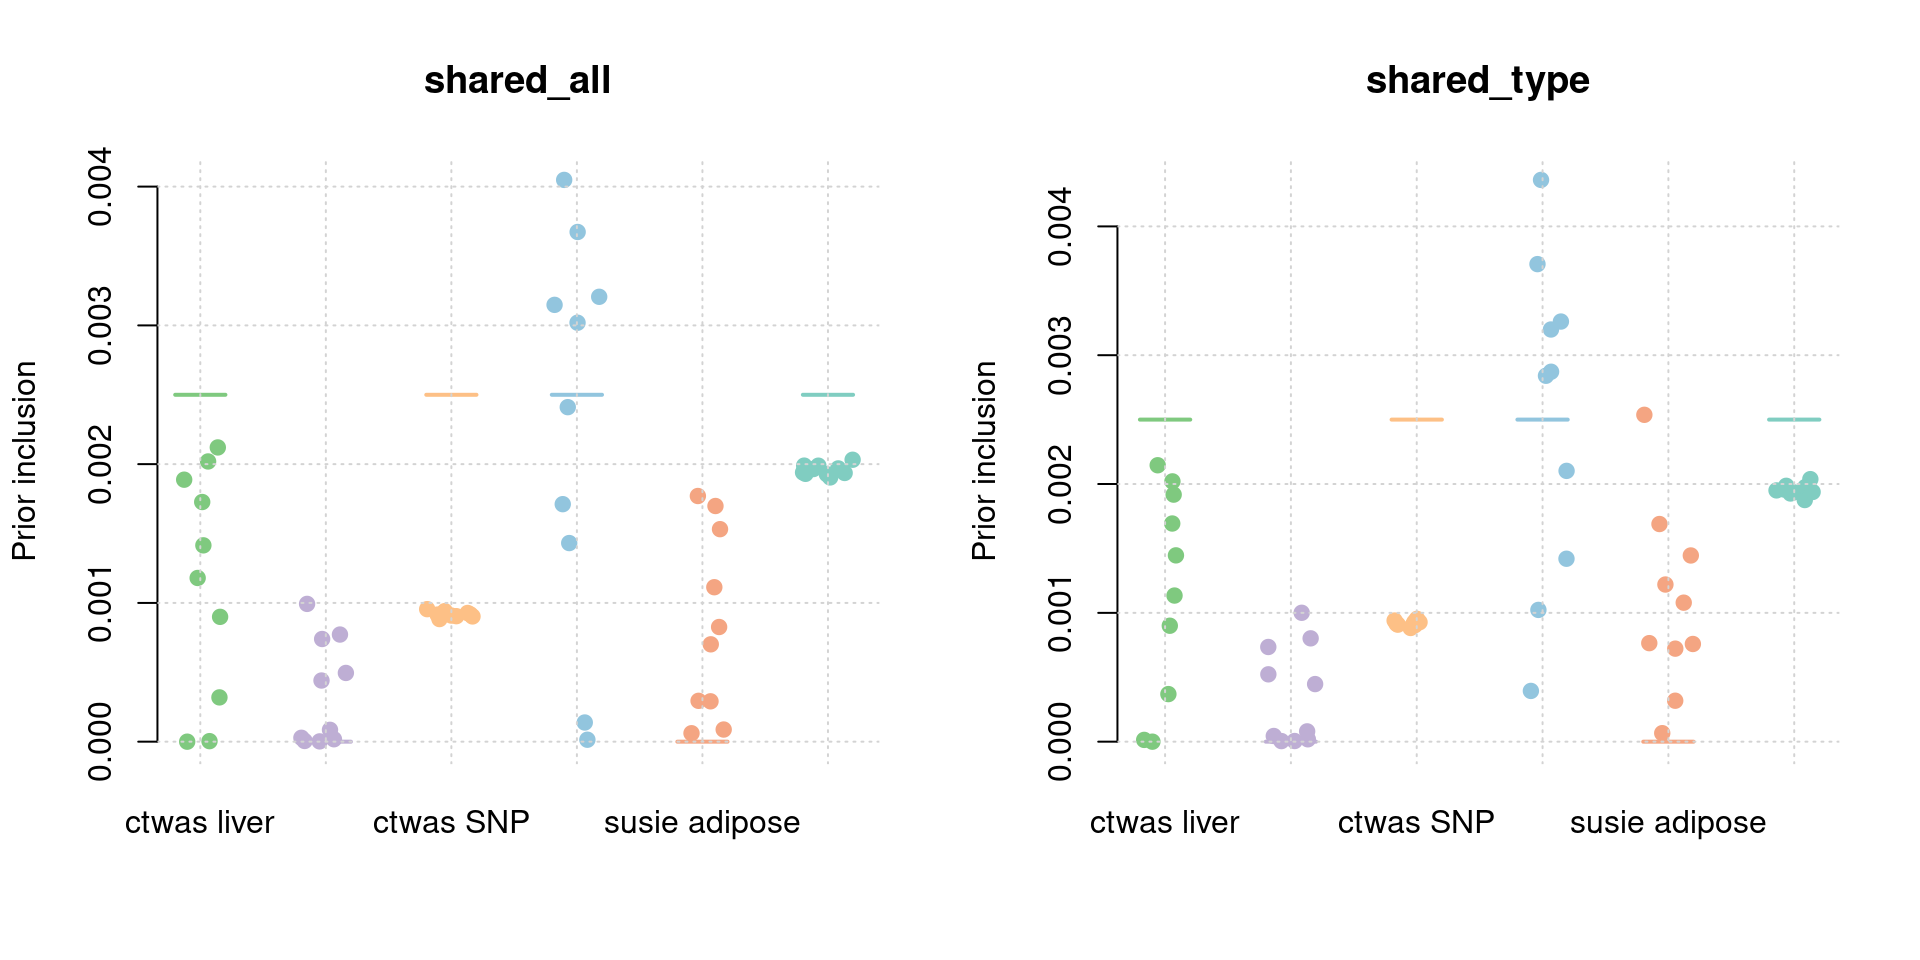 shared_all
Prior inclusion
0.004
0.003
0.002
0.001
0.000
ctwas liver
ctwas SNP
susie adipose
shared_type
Prior inclusion
0.004
0.003
0.002
0.001
0.000
ctwas liver
ctwas SNP
susie adipose